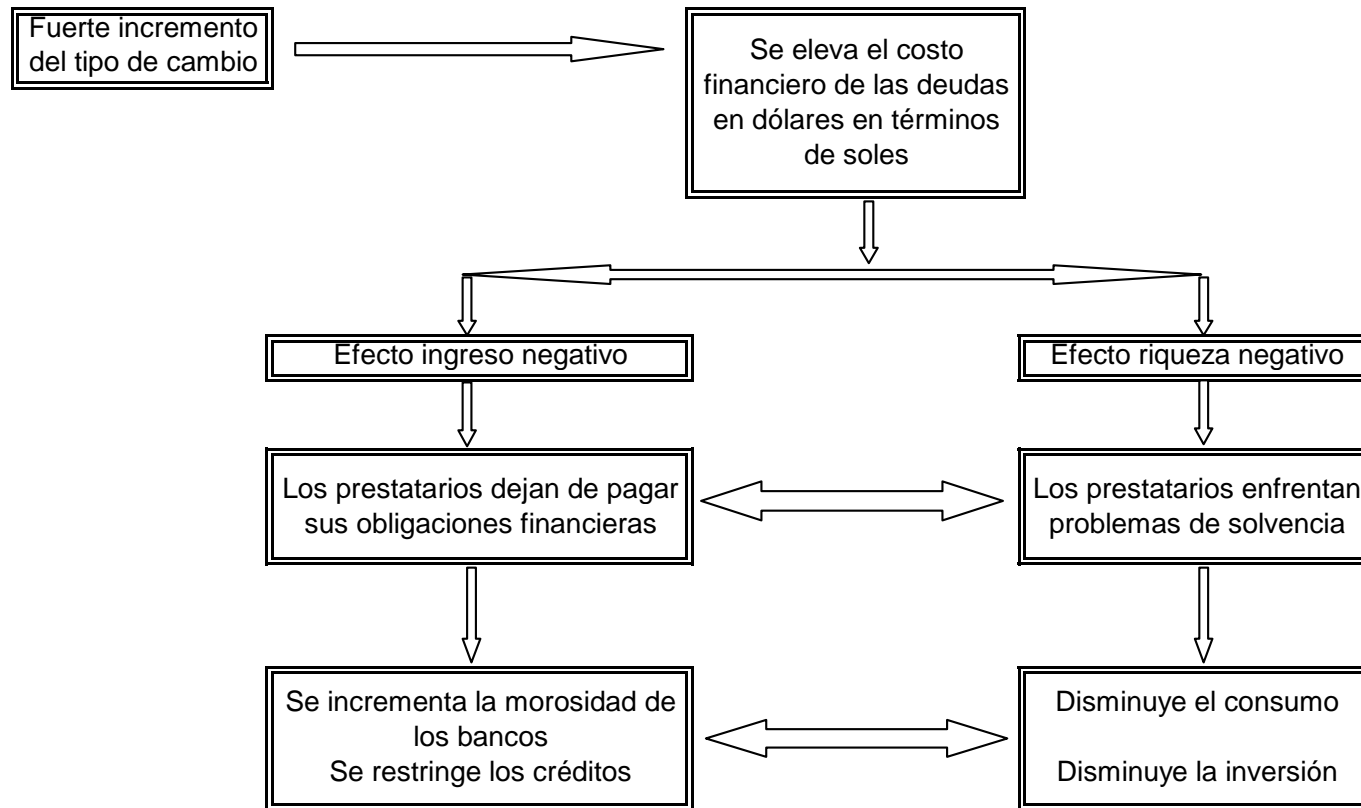 Fuerte incremento
del tipo de cambio
Se eleva el costo
financiero de las deudas
en dólares en términos
de soles
Efecto ingreso negativo
Efecto riqueza negativo
Los prestatarios dejan de pagar
sus obligaciones financieras
Los prestatarios enfrentan
problemas de solvencia
Se incrementa la morosidad de
los bancos
Se restringe los créditos
Disminuye el consumo
Disminuye la inversión